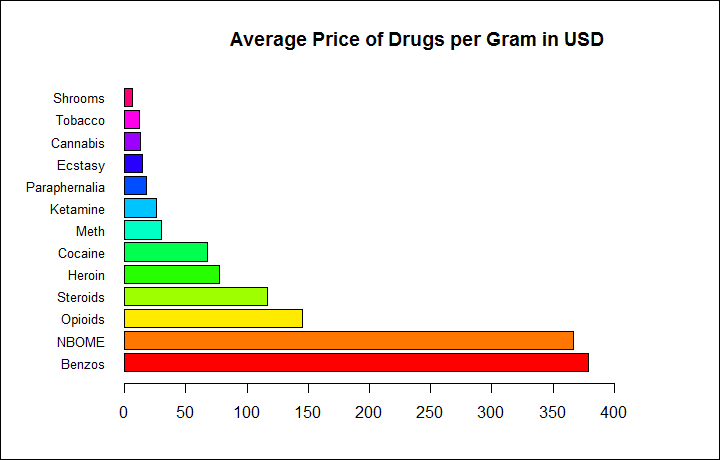 Average Price of Drugs per Gram in USD
Shrooms
Tobacco
Cannabis
Ecstasy
Paraphernalia
Ketamine
Meth
Cocaine
Heroin
Steroids
Opioids
NBOME
Benzos
0 50 100 150 200 250 300 350 400